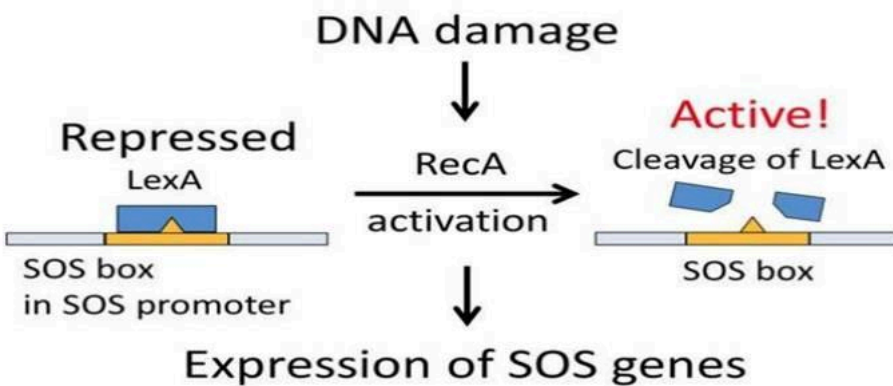 DNA damage
Repressed
LexA
SOS box
in SOS promoter
RecA
activation
Active!
Cleavage of LexA
SOS box
Expression of SOS genes